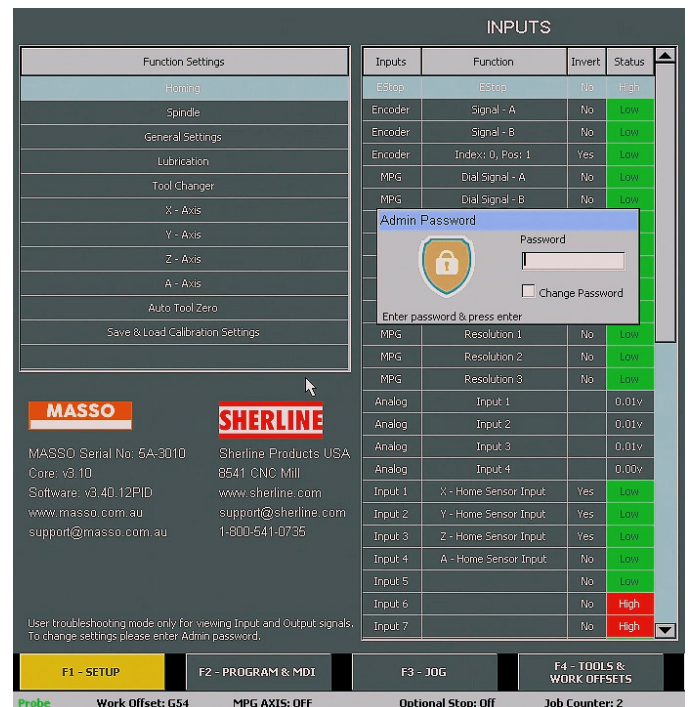 INPUTS
Function Settings
Homing
Spindle
General Settings
Lubrication
Tool Changer
X - Axis
Y - Axis
Z - Axis
A - Axis
Auto Tool Zero
Save & Load Calibration Settings
Inputs Function Invert Status
EStop EStop No High
Encoder Signal - A No Low
Encoder Signal - B No Low
Encoder Index: 0, Pos: 1 Yes Low
MPG Dial Signal - A No Low
MPG Dial Signal - B No Low
Admin Password
Password
Change Passw
ord
Enter password & press enter
MPG Resolution 1 No Low
MPG Resolution 2 No Low
MPG Resolution 3 No Low
Analog Input 1 0.01v
Analog Input 2 0.01v
Analog Input 3 0.01v
Analog Input 4 0.00v
Input 1 X - Home Sensor Input Yes Low
Input 2 Y - Home Sensor Input Yes Low
Input 3 Z - Home Sensor Input Yes Low
Input 4 A - Home Sensor Input No Low
Input 5 No Low
Input 6 No High
Input 7 No High
MASSO
MASSO Serial No: 5A-3010
Core: v3.10
Software: v3.40.12PID
www.masso.com.au
support@masso.com.au
SHERLINE
Sherline Products USA
8541 CNC Mill
www.sherline.com
support@sherline.com
1-800-541-0735
User troubleshooting mode only for viewing Input and Output signals.
To change settings please enter Admin password.
F1 - SETUP
F2 - PROGRAM & MDI
F3 - JOG
F4 - TOOLS &
WORK OFFSETS
Probe Work Offset: G54 MPG AXIS: OFF Optional Stop: Off Job Counter: 2